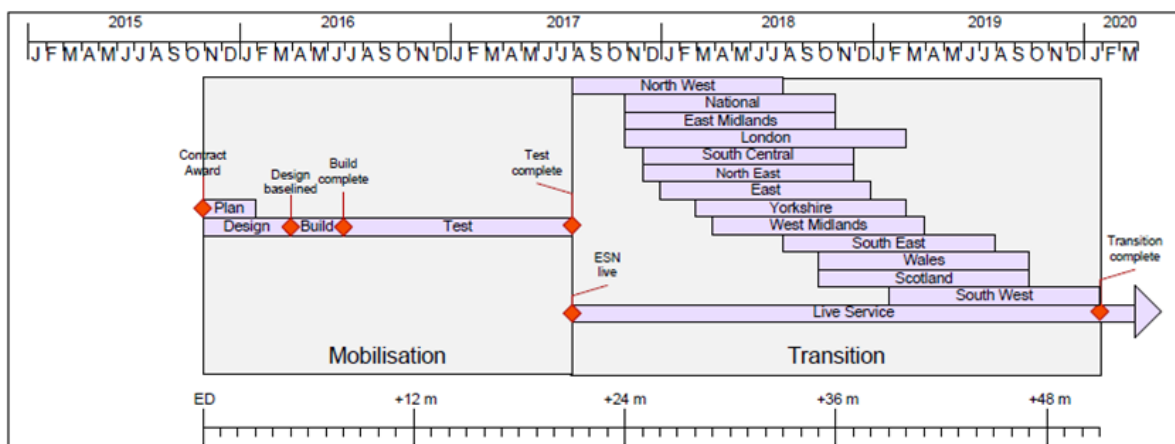 2015 2016 2017 2018 2019 2020
J F M A M J J A S O N D J F M A M J J A S O N D J F M A M J J A S O N D J F M A M J J A S O N D J F M A M J J A S O N D J F M
North West
National
East Midlands
London
South Central
North East
East
Yorkshire
West Midlands
South East
Wales
Scotland
South West
Live Service
Contract
Award
Design
baselined
Build
complete
Test
complete
Plan
Design Build Test
ESN
live
Transition
complete
Mobilisation Transition
ED +12 m +24 m +36 m +48 m